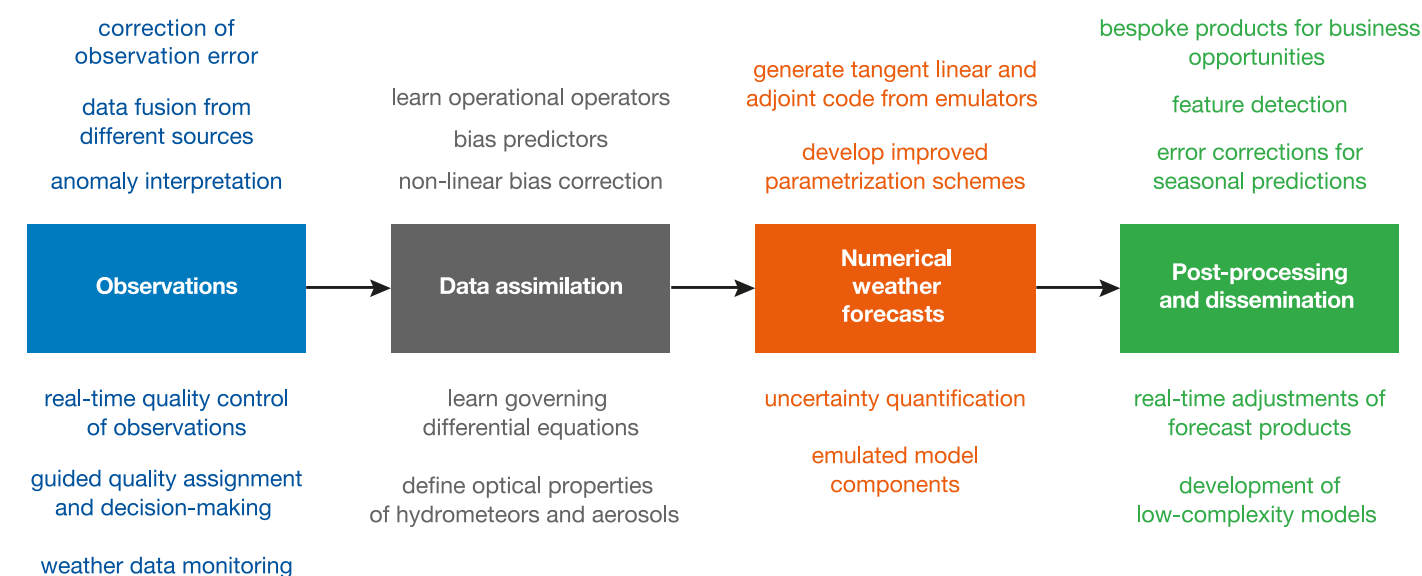 correction of
observation error
data fusion from
different sources
anomaly interpretation
learn operational operators
bias predictors
non-linear bias correction
generate tangent linear and
adjoint code from emulators
develop improved
parametrization schemes
bespoke products for business
opportunities
feature detection
error corrections for
seasonal predictions
Observations
Data assimilation
Numerical
weather
forecasts
Post-processing
and dissemination
real-time quality control
of observations
guided quality assignment
and decision-making
weather data monitoring
learn governing
differential equations
define optical properties
of hydrometeors and aerosols
uncertainty quantification
emulated model
components
real-time adjustments of
forecast products
development of
low-complexity models